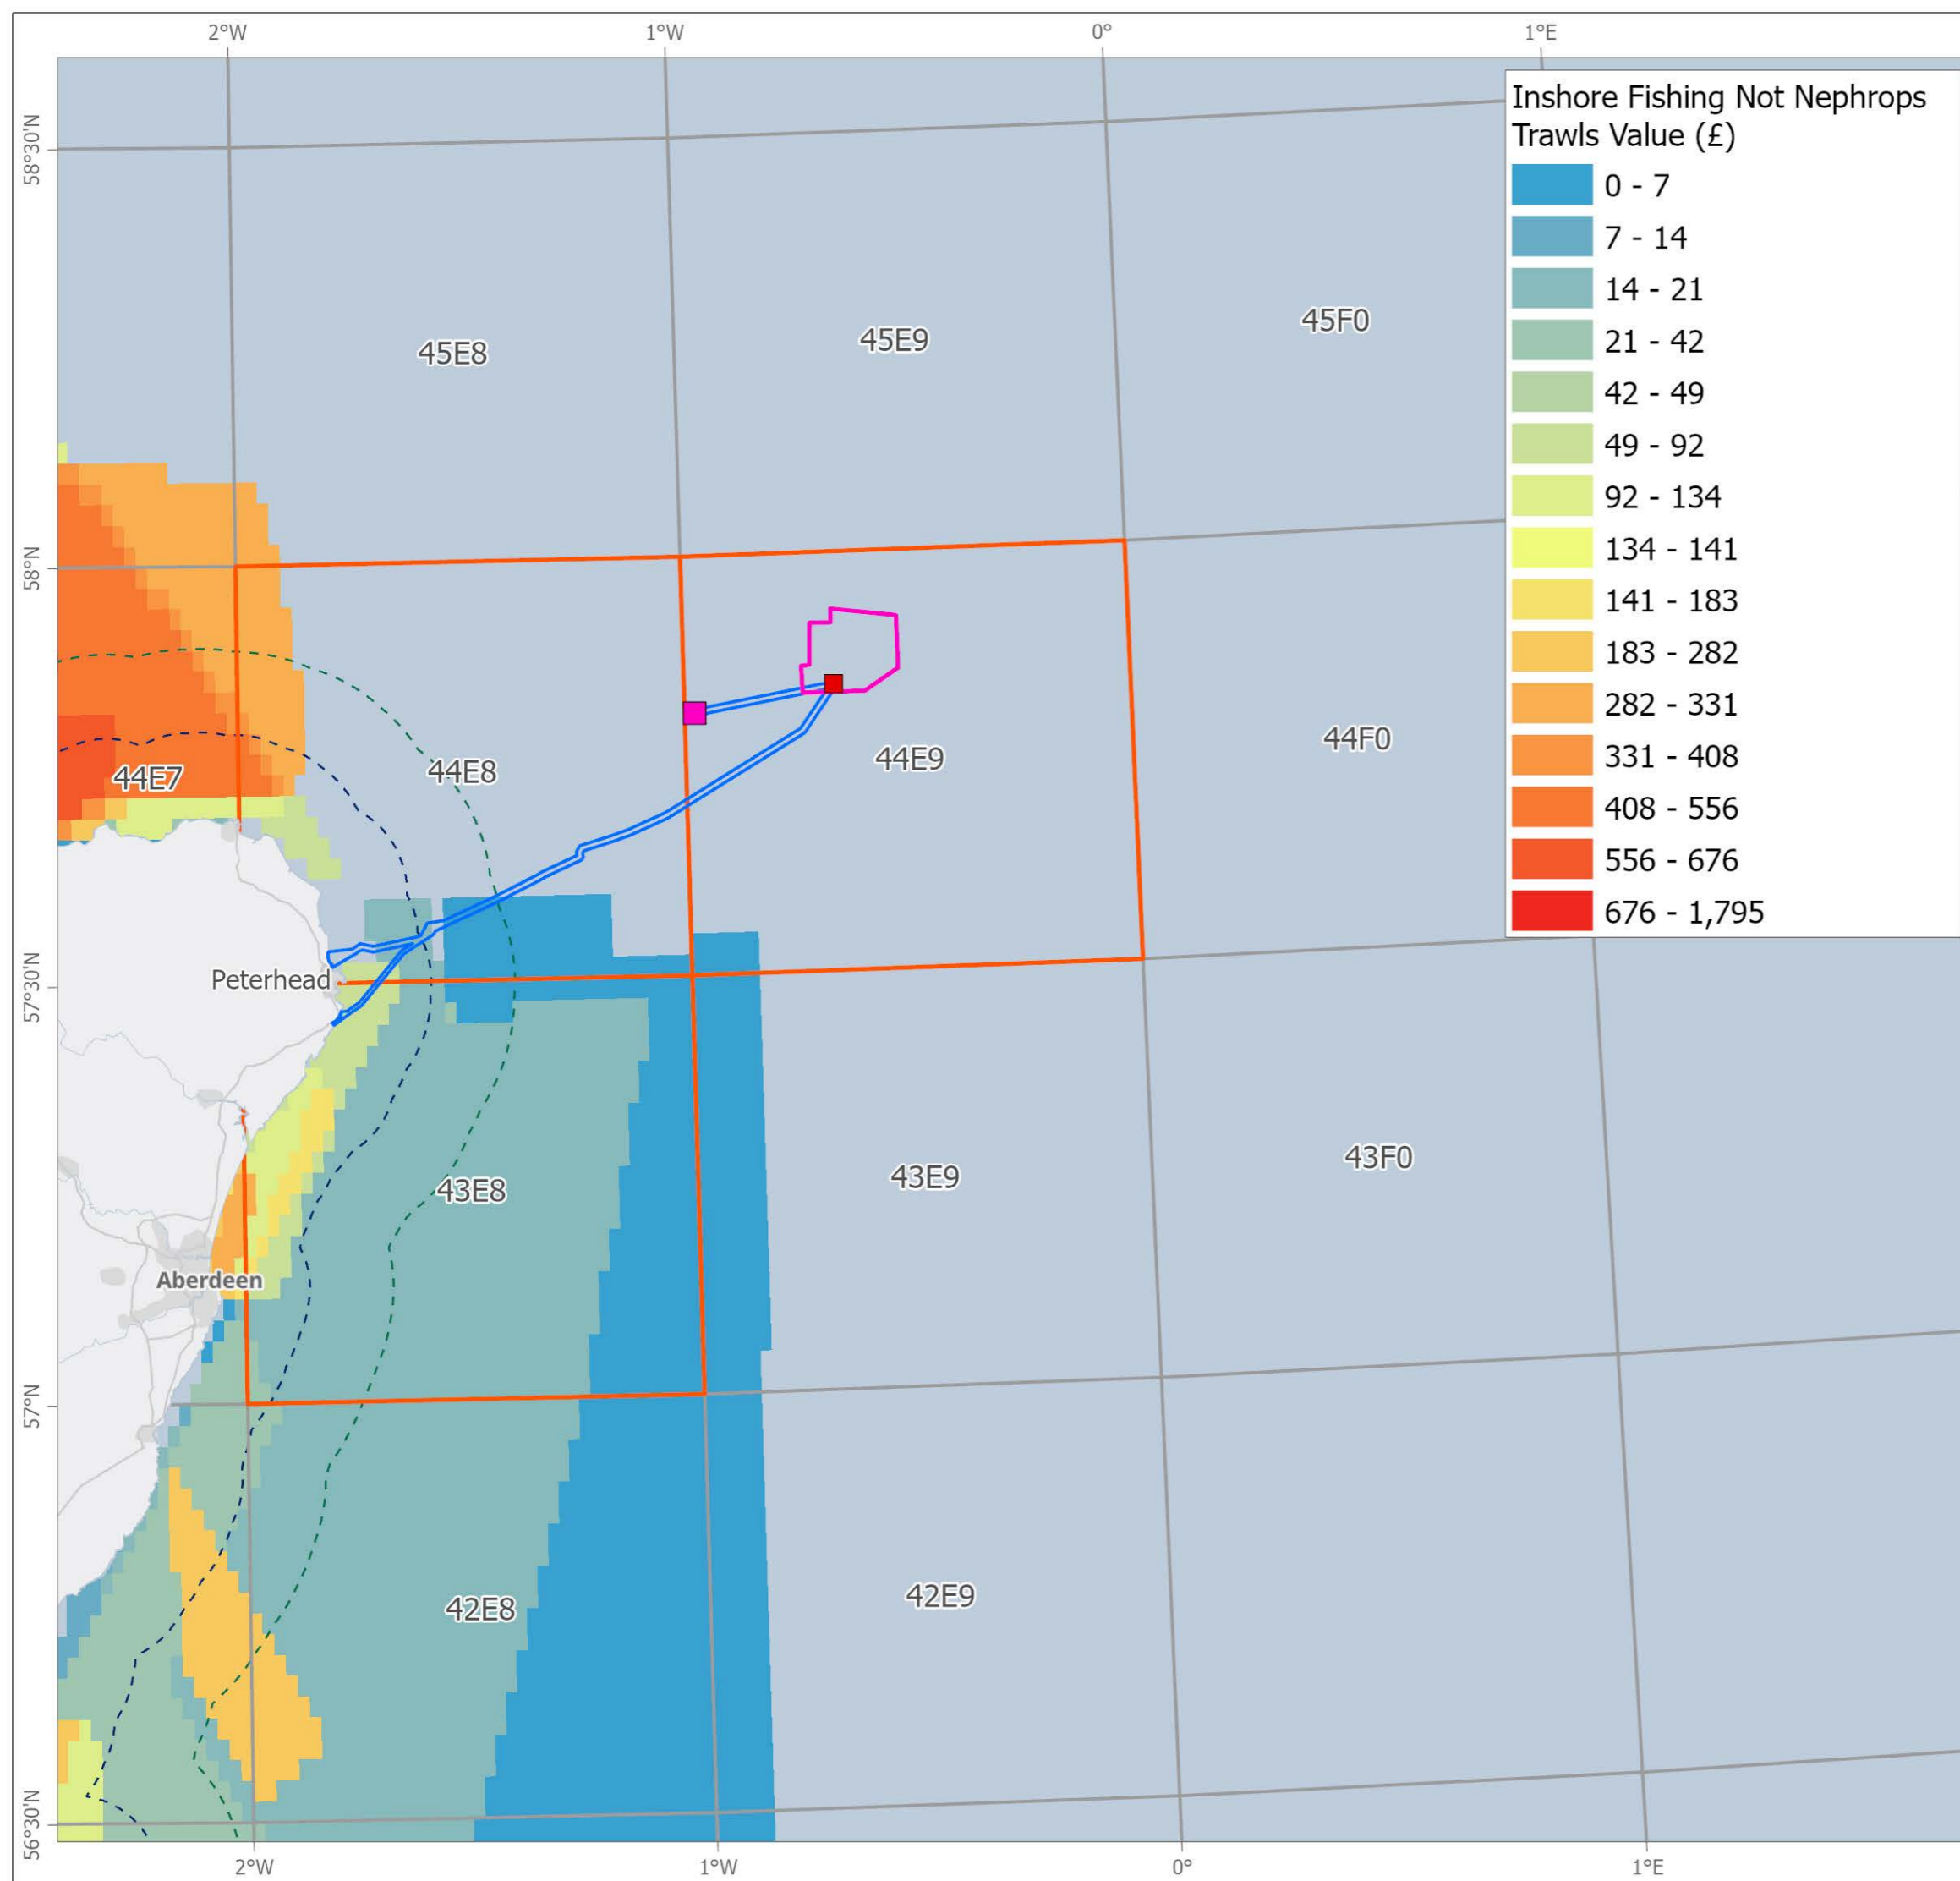 2°W 1°W 0° 1°E
58°30'N
58°N
57°30'N
57°N
56°30'N
Inshore Fishing Not Nephrops
Trawls Value (£)
0 - 7
7 - 14
14 - 21
21 - 42
42 - 49
49 - 92
92 - 134
134 - 141
141 - 183
183 - 282
282 - 331
331 - 408
408 - 556
556 - 676
676 - 1,795
45E8 45E9 45F0
44E7 44E8 44E9 44F0
Peterhead
43E8 43E9 43F0
Aberdeen
42E8 42E9
2°W 1°W 0° 1°E